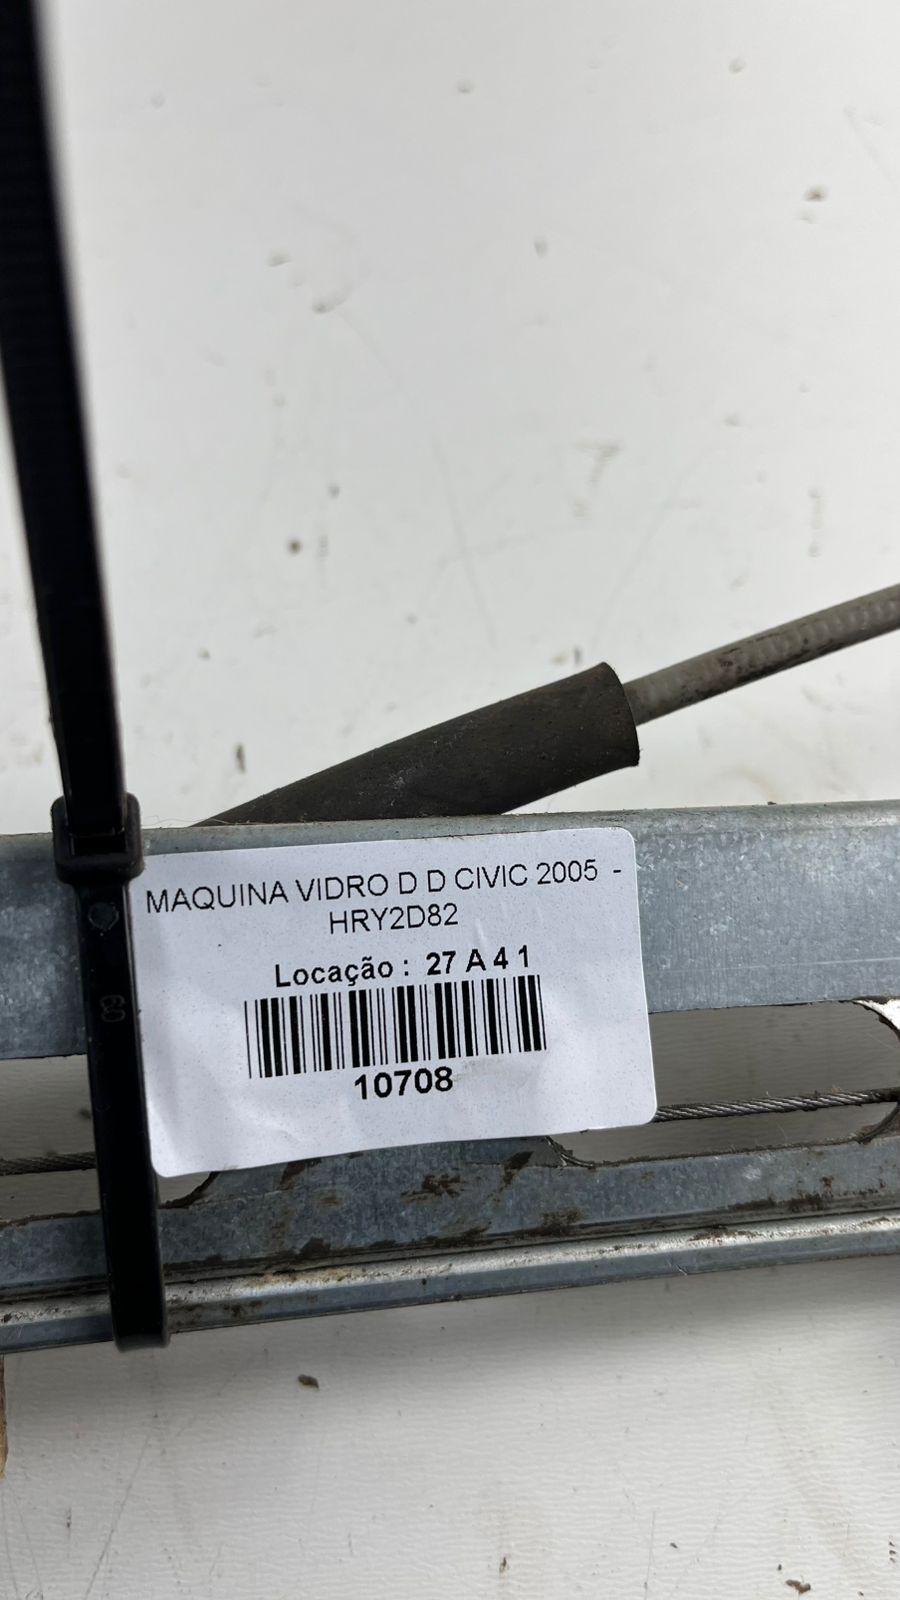 MAQUINA VIDRO D D CIVIC 2005 -
HRY2D82
Locação : 27 A 4 1
10708